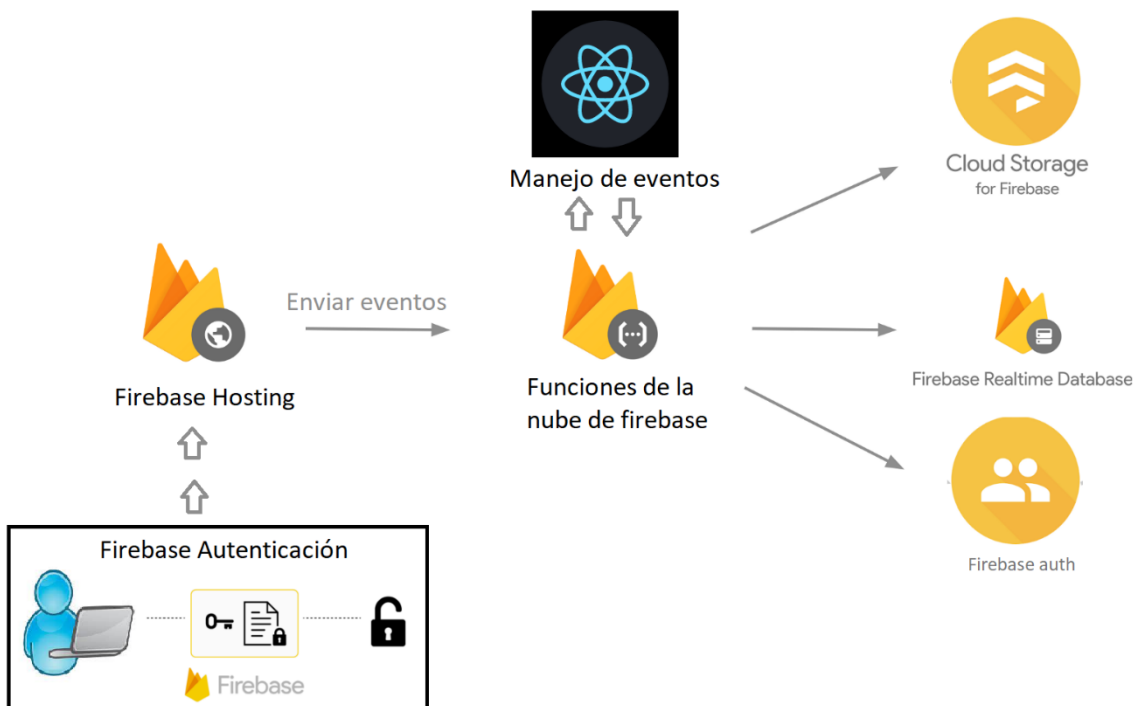 Manejo de eventos
Cloud Storage
for Firebase
Enviar eventos
Firebase Hosting
Funciones de la
nube de firebase
Firebase Realtime Database
Firebase auth
Firebase Autenticación
Firebase